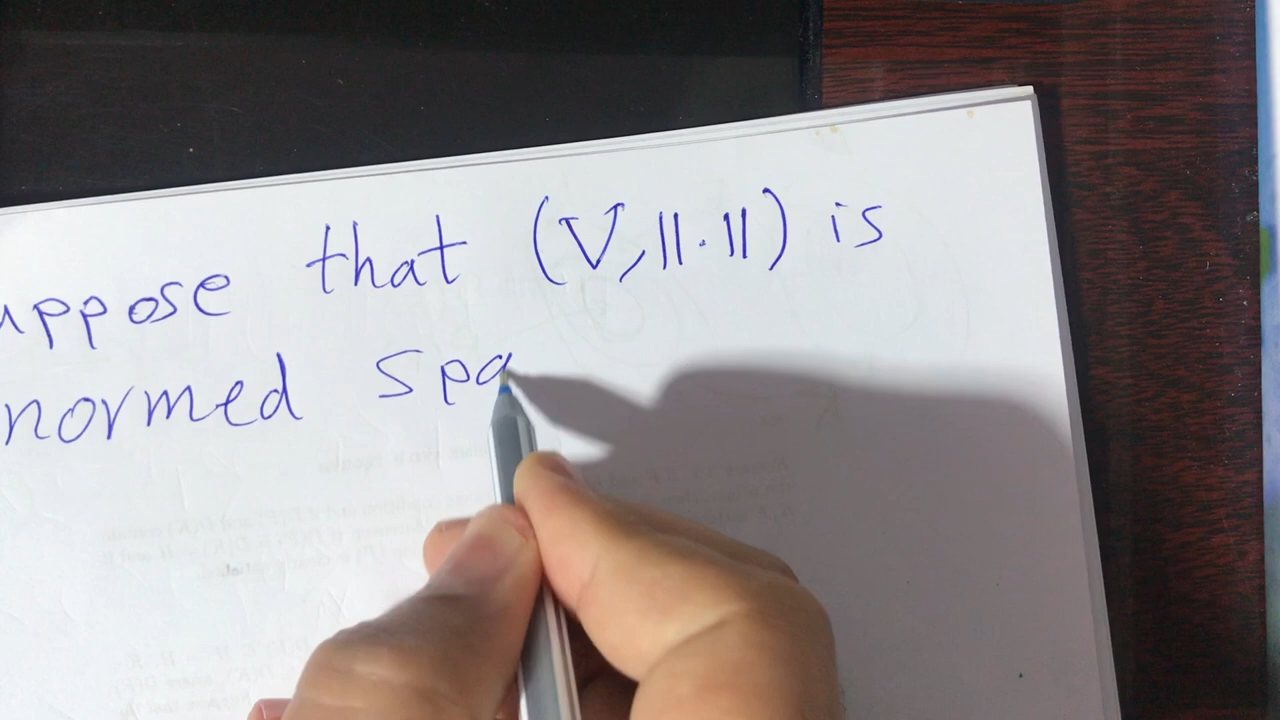 uppose that (V, ||·||) is
normed spa